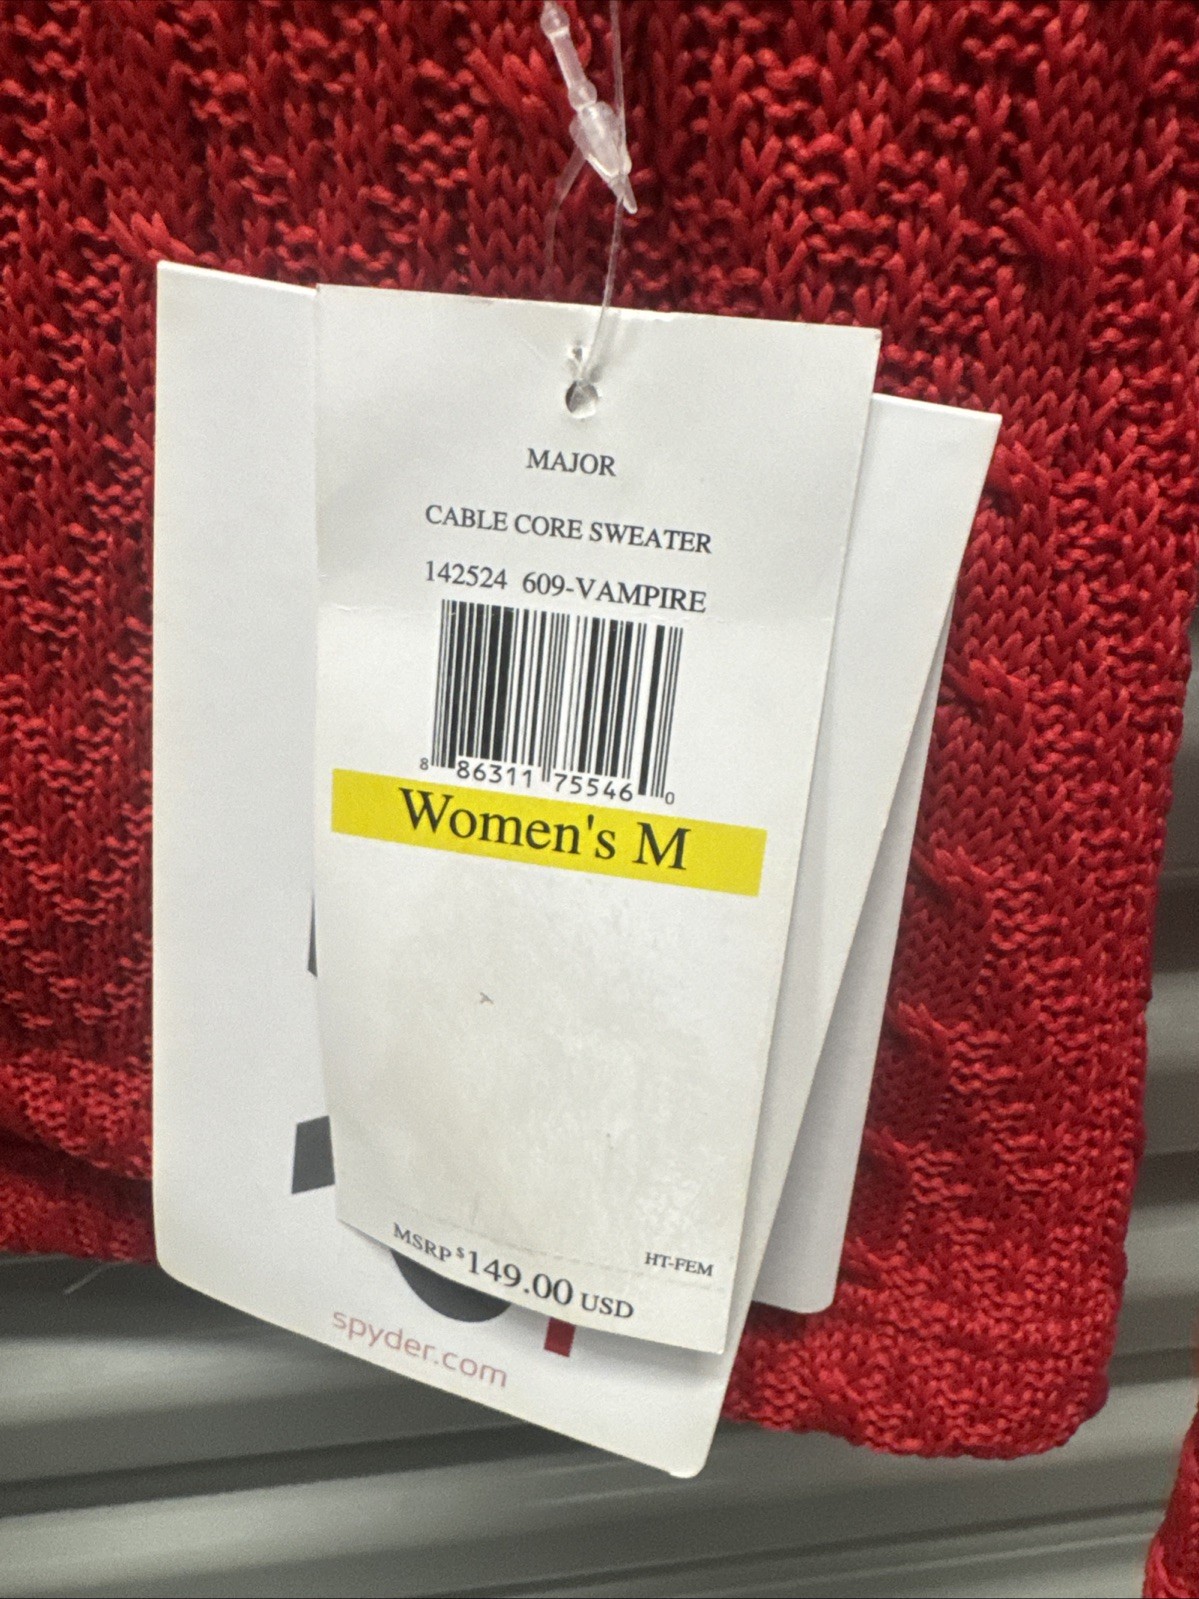 MAJOR
CABLE CORE SWEATER
142524 609-VAMPIRE
8 86311 75546 0
Women's M
HT-FEM
MSRP $149.00 USD
spyder.com